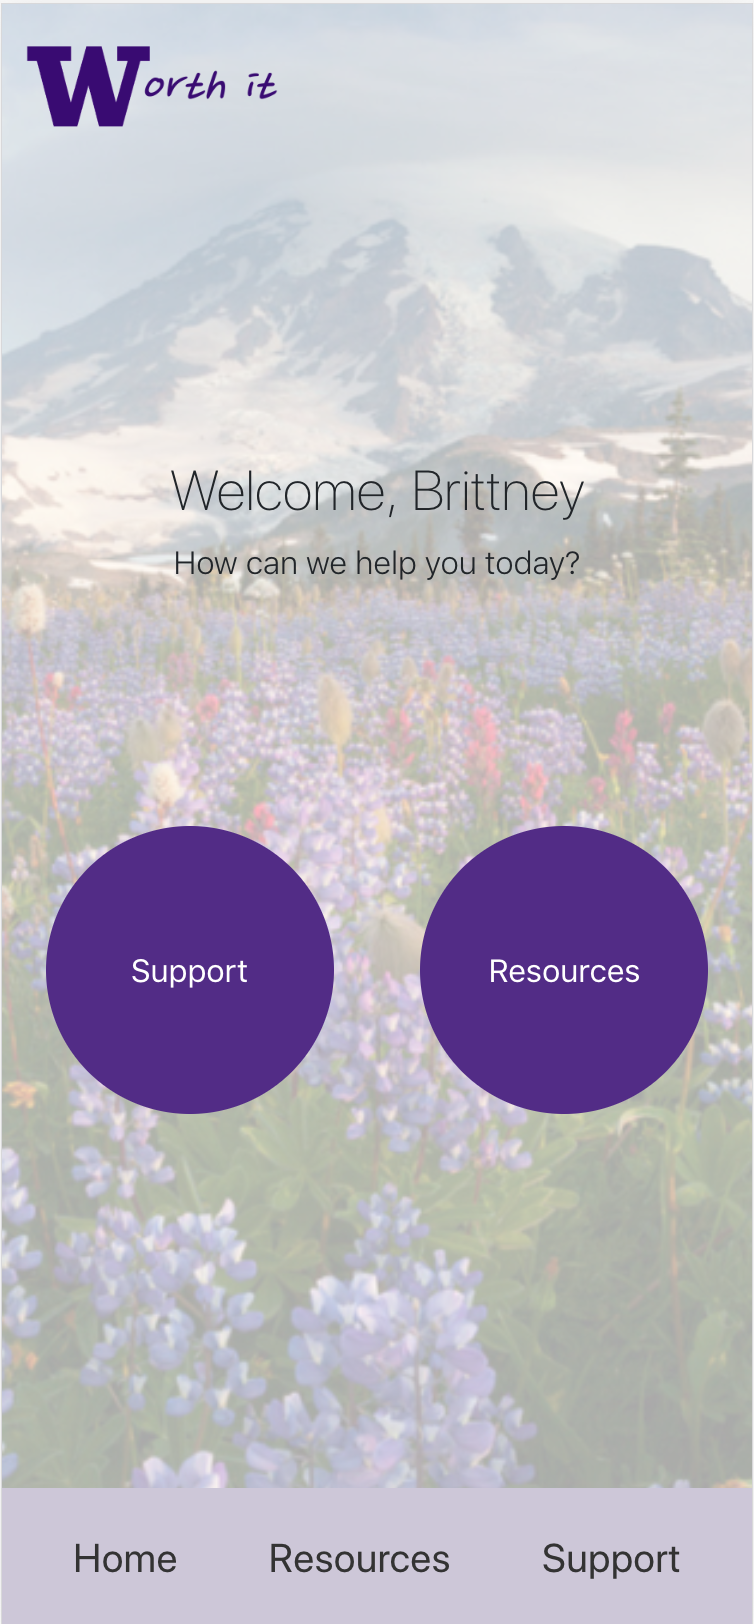 Worth it
Welcome, Brittney
How can we help you today?
Support
Resources
Home Resources Support